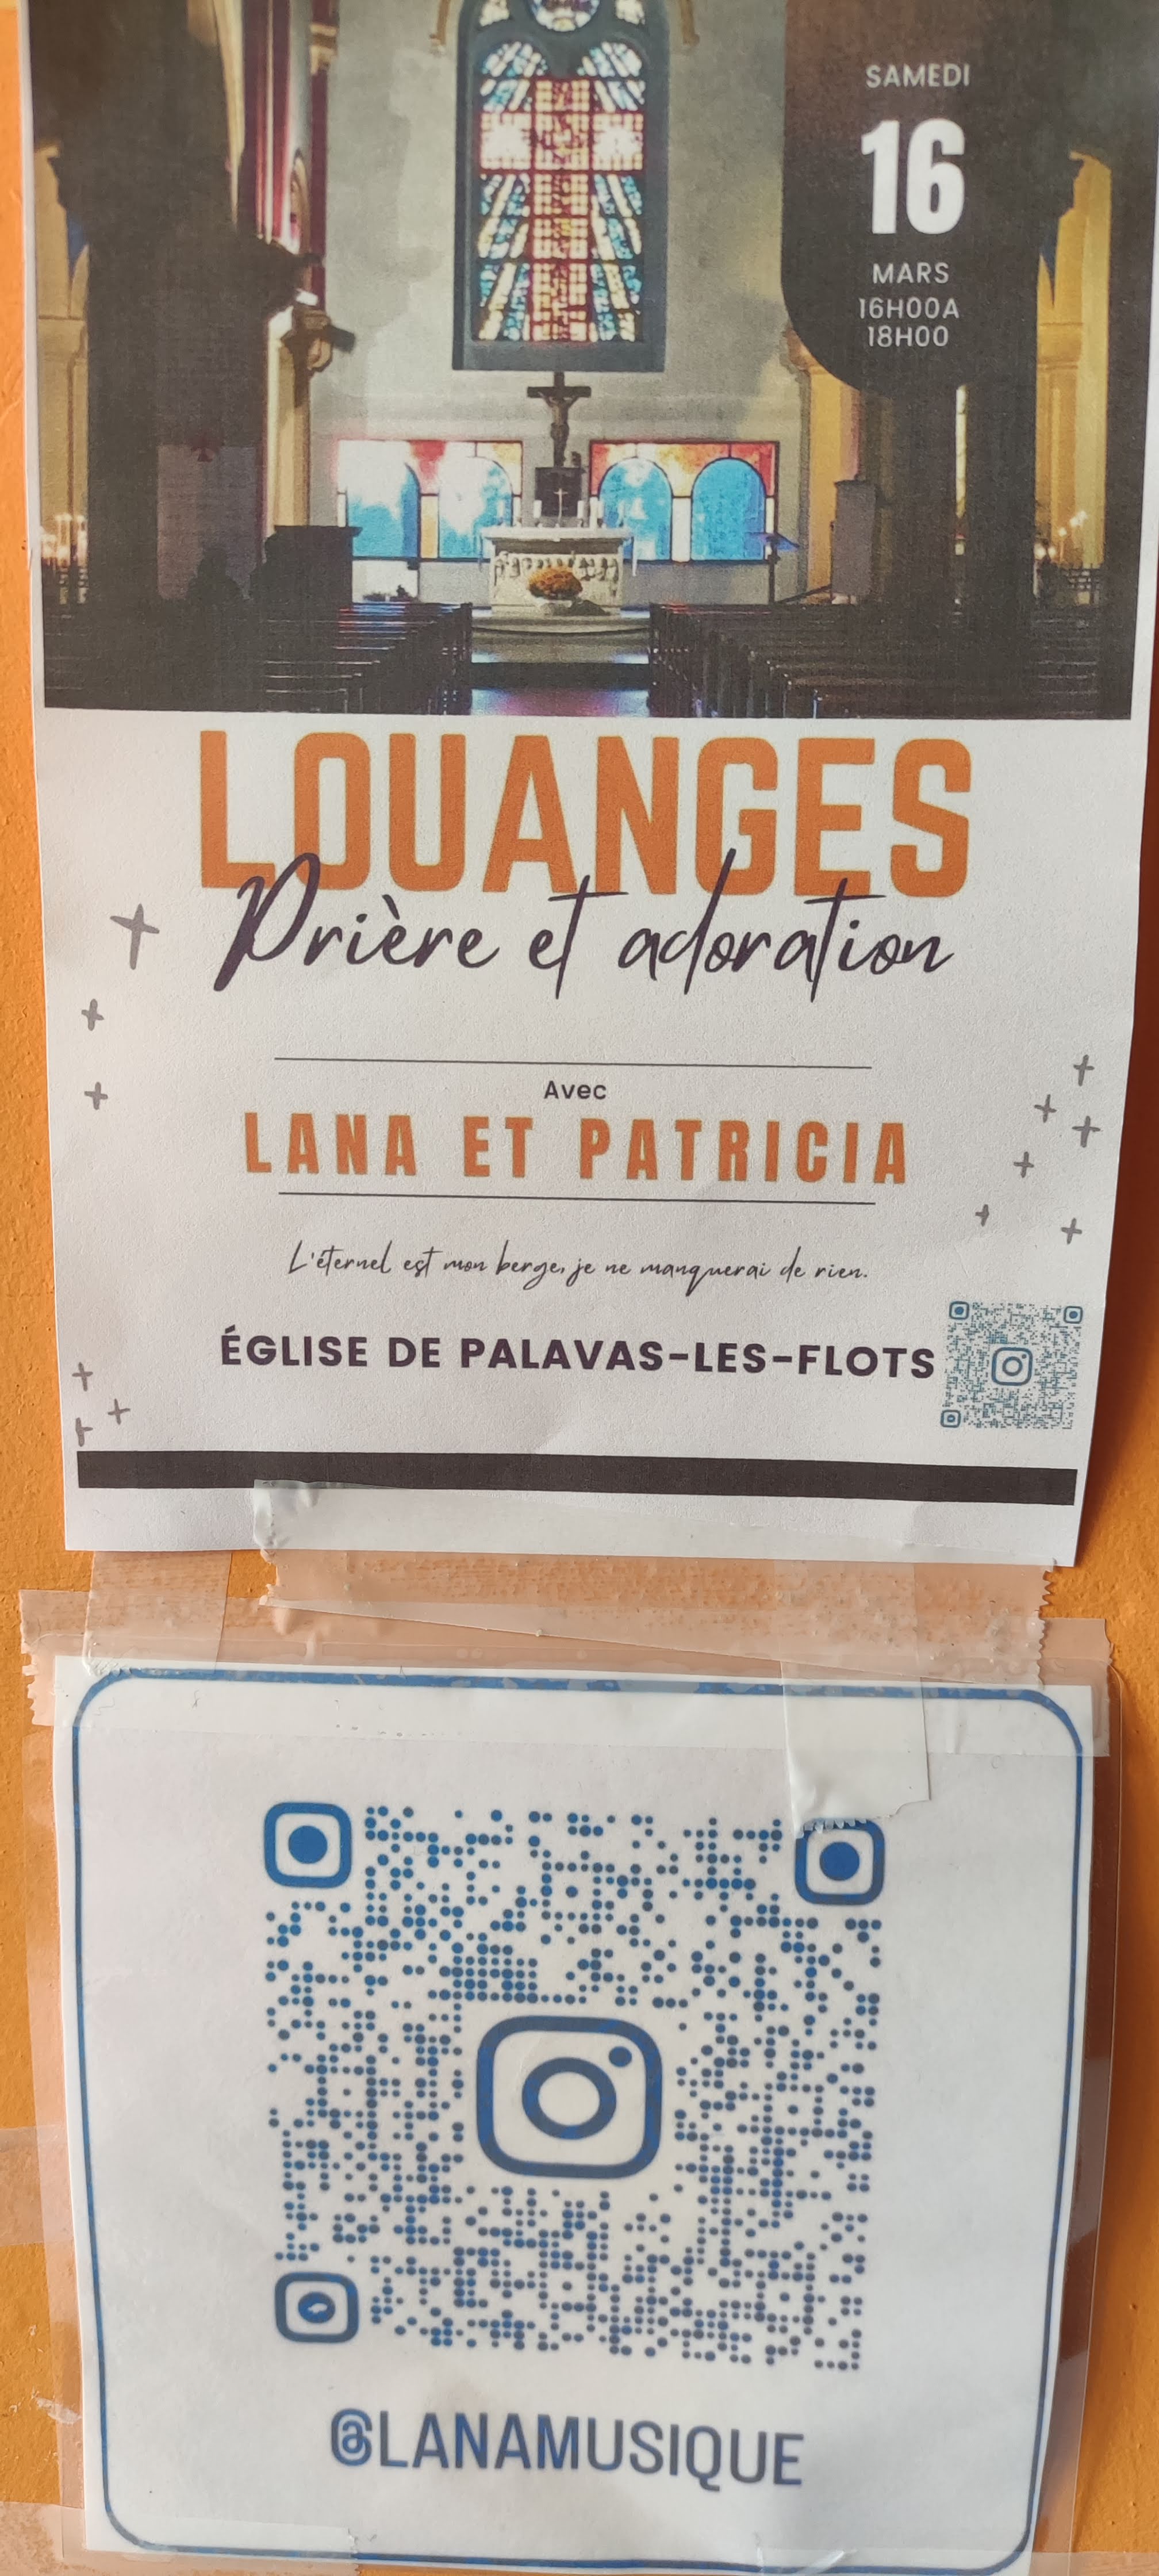 SAMEDI
16
MARS
16H00A
18H00
LOUANGES
Prière et adoration
Avec
LANA ET PATRICIA
L'éternel est mon berge, je ne manquerai de rien.
ÉGLISE DE PALAVAS-LES-FLOTS
@LANAMUSIQUE